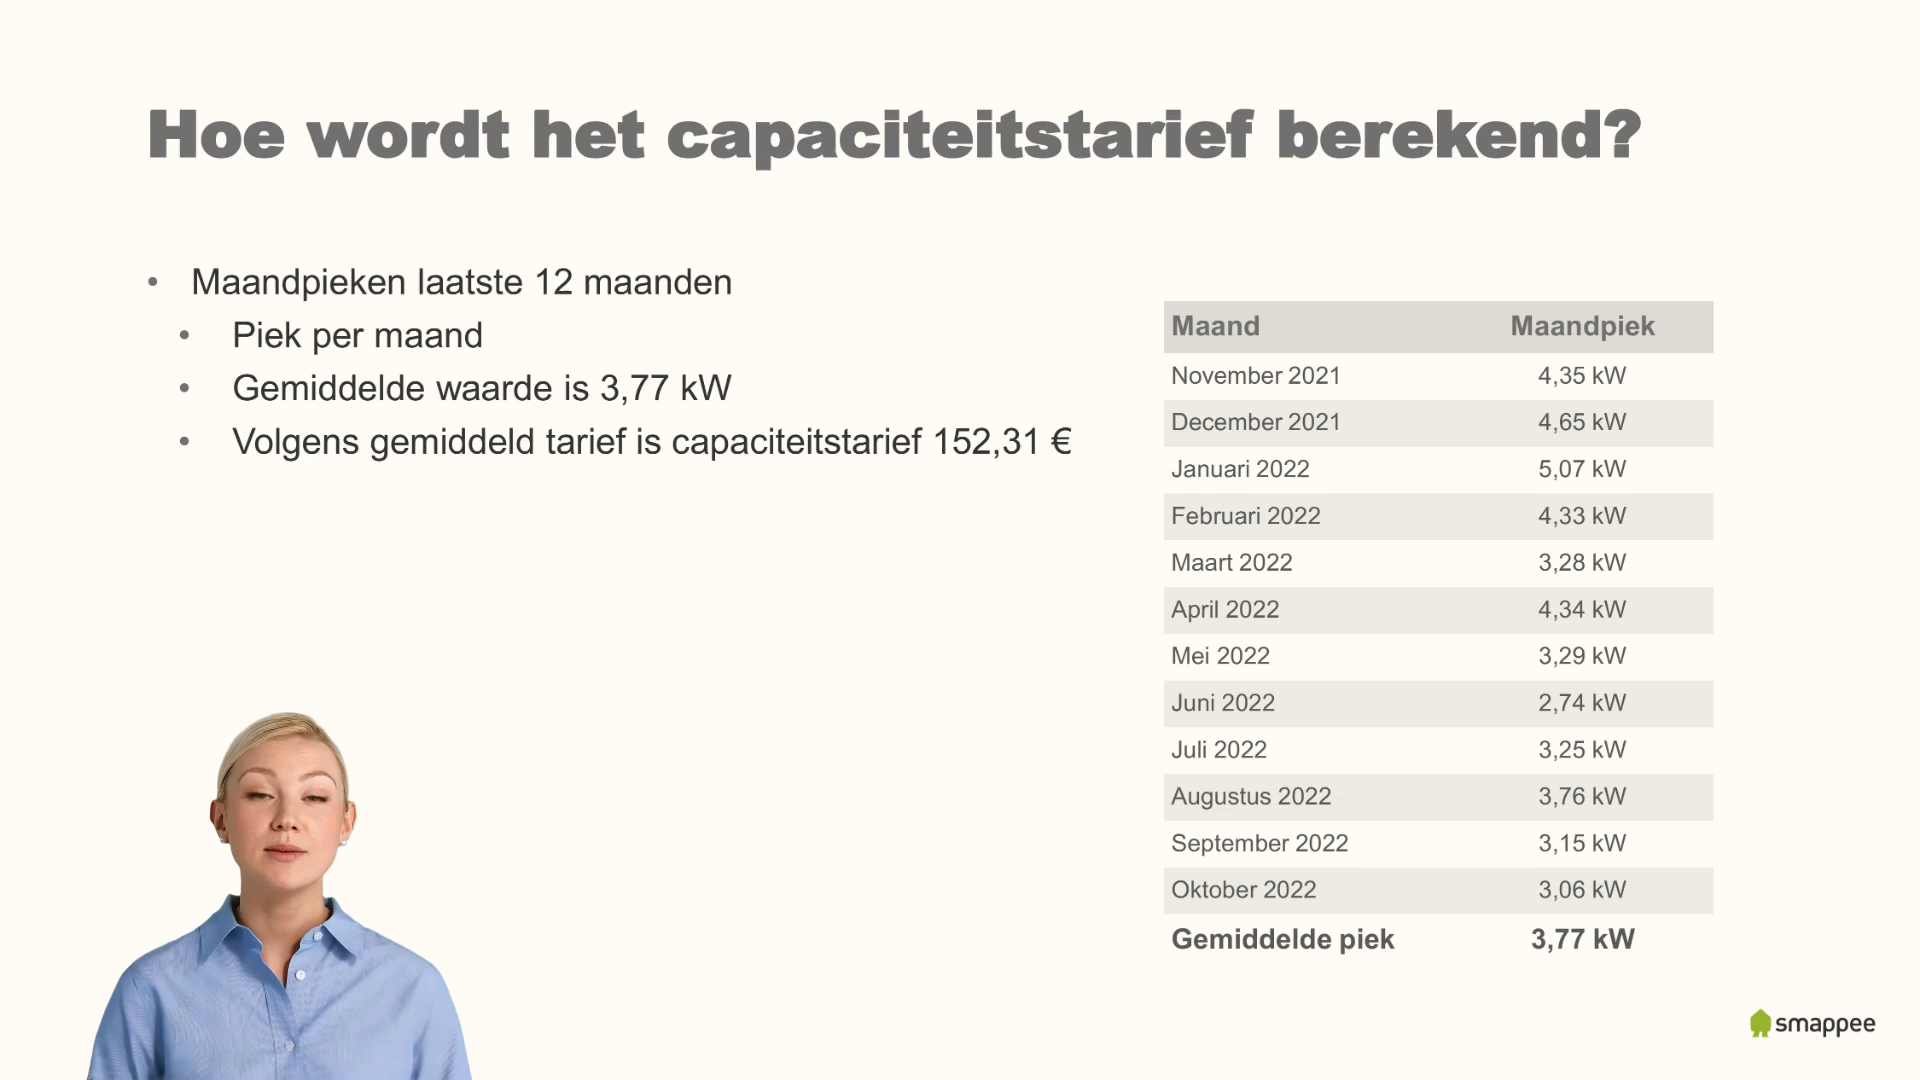 Hoe wordt het capaciteitstarief berekend?
• Maandpieken laatste 12 maanden
• Piek per maand
• Gemiddelde waarde is 3,77 kW
• Volgens gemiddeld tarief is capaciteitstarief 152,31 €
Maand Maandpiek
November 2021 4,35 kW
December 2021 4,65 kW
Januari 2022 5,07 kW
Februari 2022 4,33 kW
Maart 2022 3,28 kW
April 2022 4,34 kW
Mei 2022 3,29 kW
Juni 2022 2,74 kW
Juli 2022 3,25 kW
Augustus 2022 3,76 kW
September 2022 3,15 kW
Oktober 2022 3,06 kW
Gemiddelde piek 3,77 kW
smappee